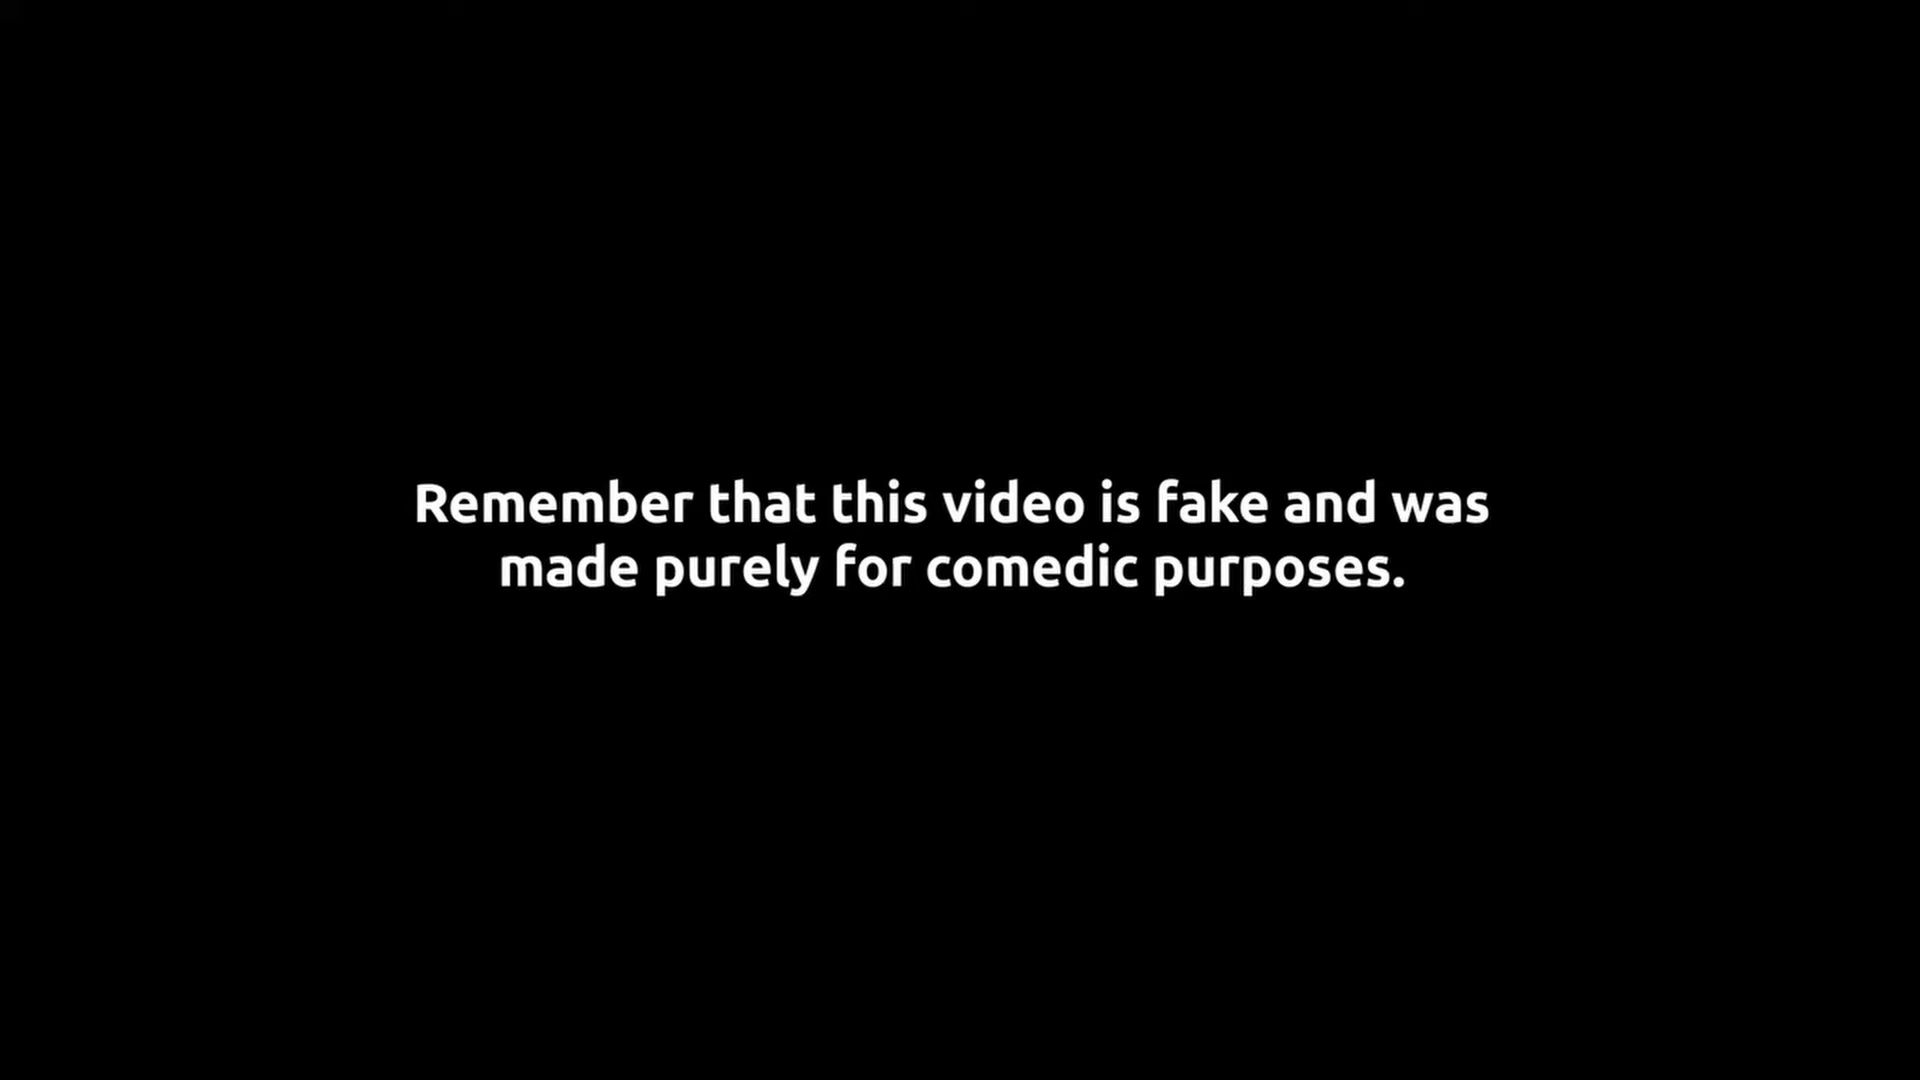 Remember that this video is fake and was
made purely for comedic purposes.